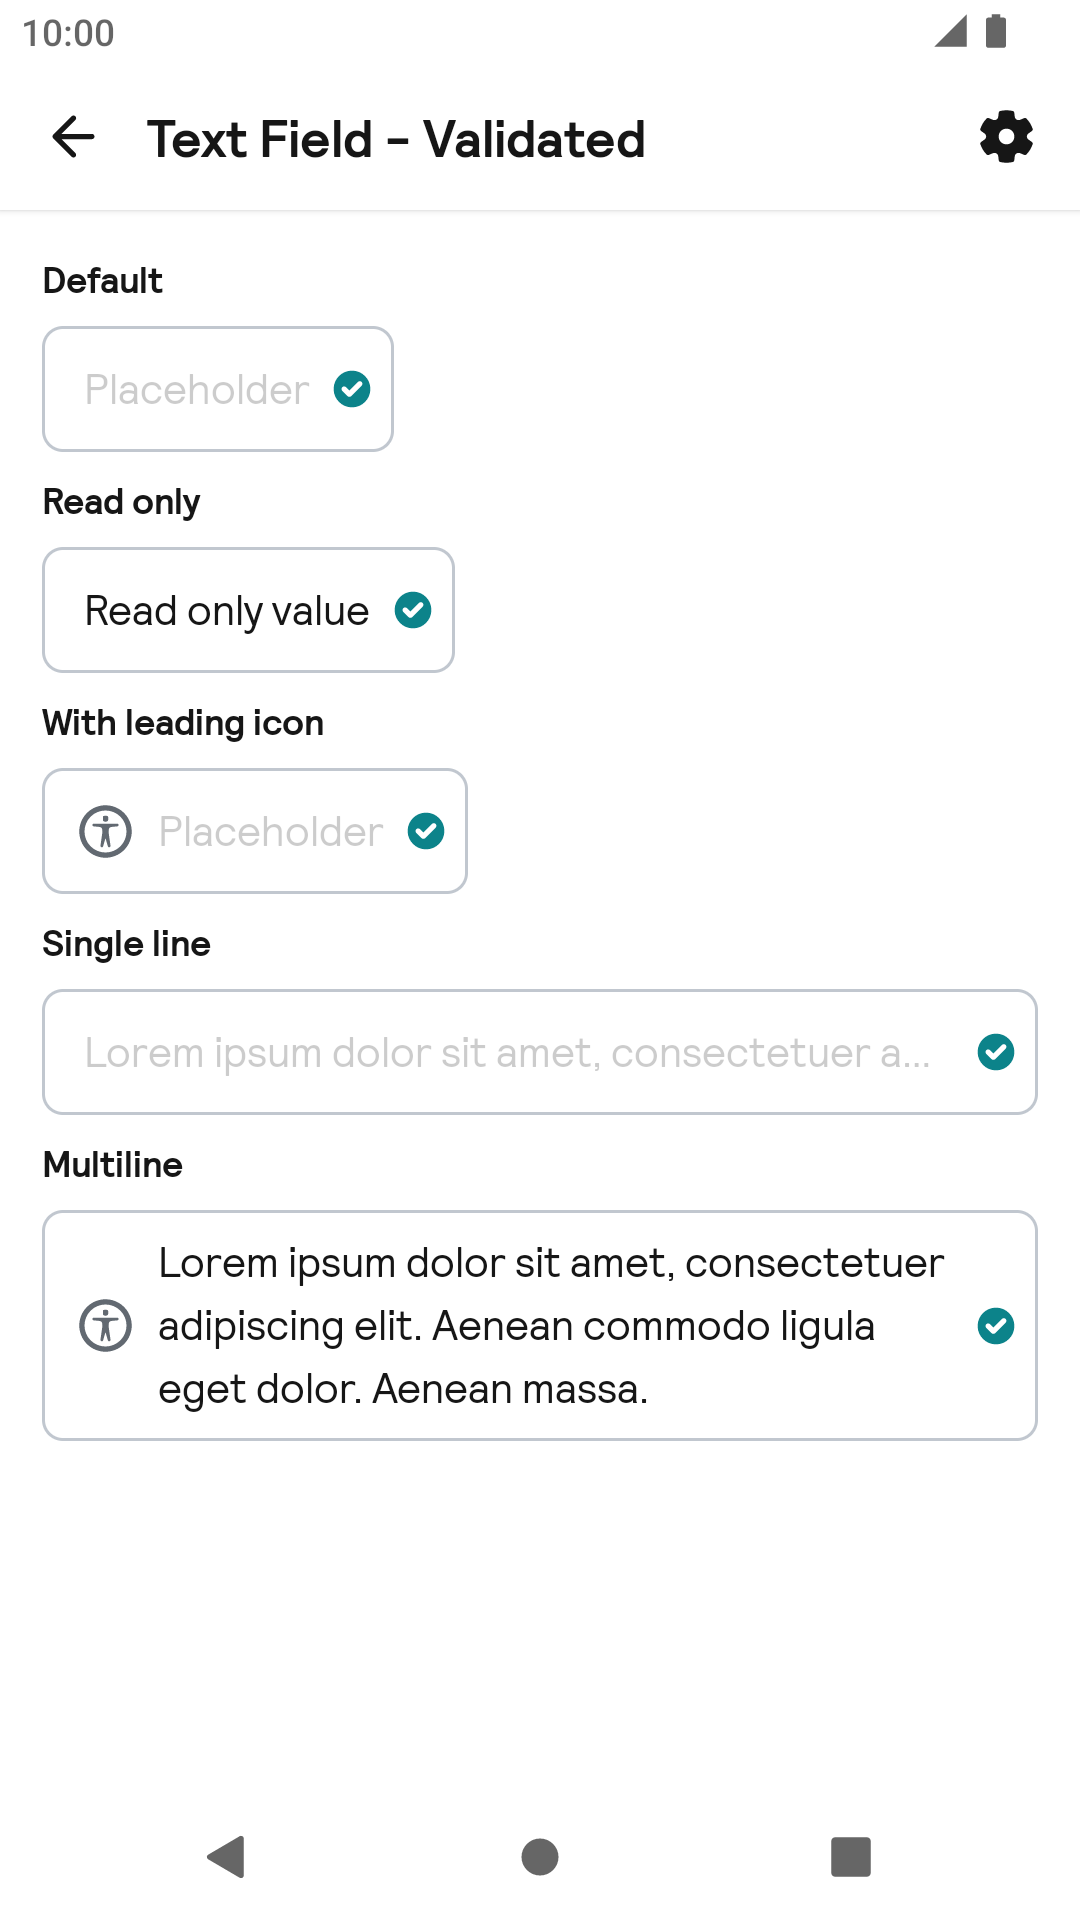 10:00
Text Field - Validated
Default
Placeholder
Read only
Read only value
With leading icon
Placeholder
Single line
Lorem ipsum dolor sit amet, consectetuer a...
Multiline
Lorem ipsum dolor sit amet, consectetuer
adipiscing elit. Aenean commodo ligula
eget dolor. Aenean massa.